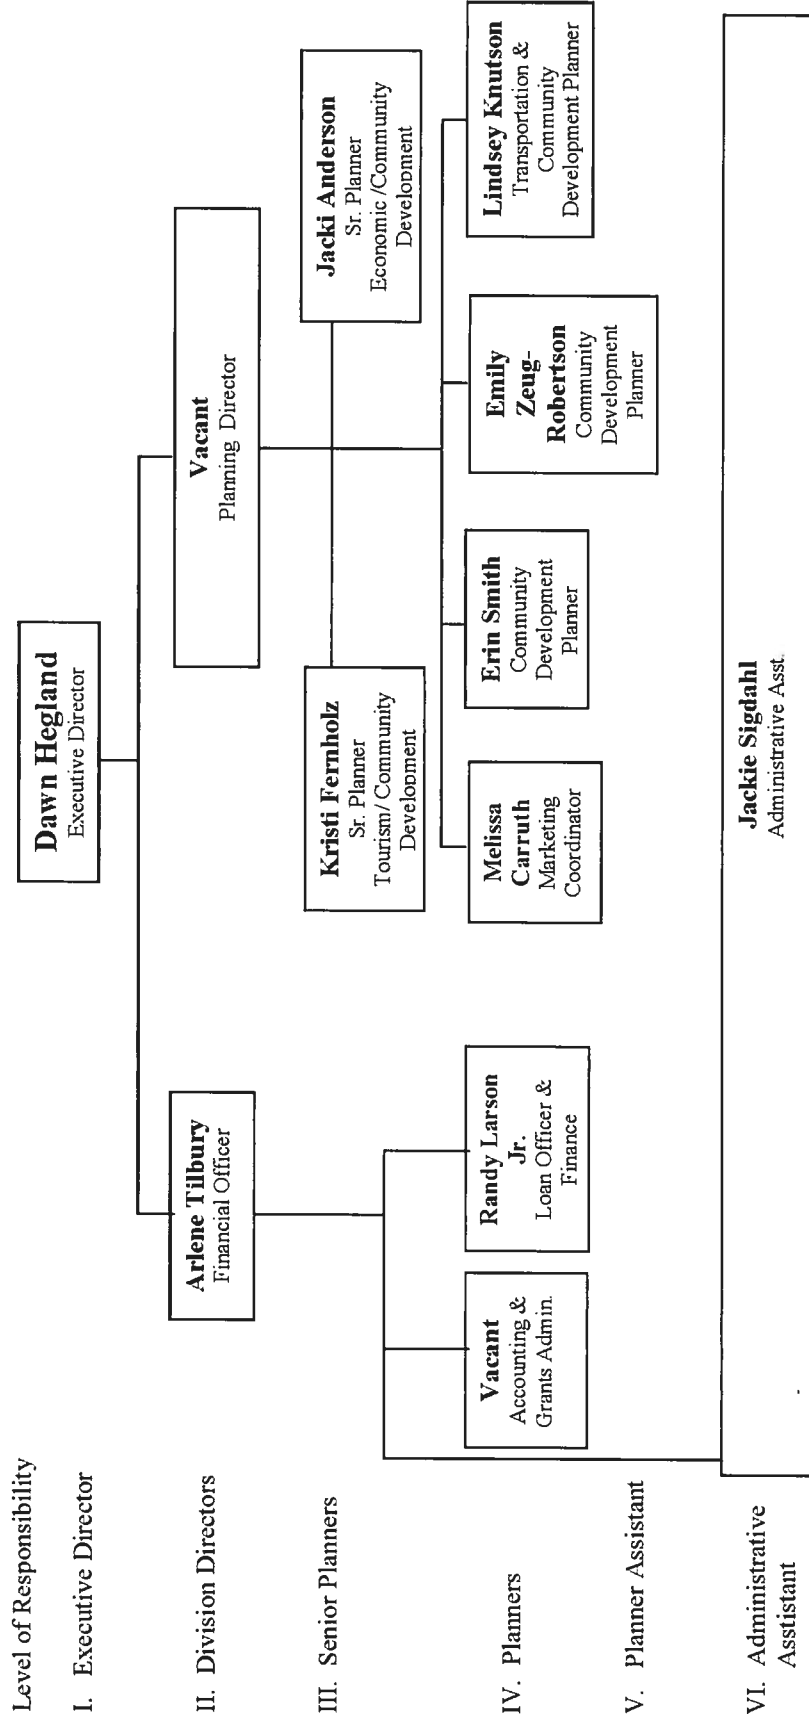 Level of Responsibility
I. Executive Director
Dawn Hegland
Executive Director
II. Division Directors
Arlene Tilbury
Financial Officer
Vacant
Planning Director
III. Senior Planners
Kristi Fernholz
Sr. Planner
Tourism/ Community
Development
Jacki Anderson
Sr. Planner
Economic /Community
Development
IV. Planners
Vacant
Accounting &
Grants Admin.
Randy Larson
Jr.
Loan Officer &
Finance
Melissa
Carruth
Marketing
Coordinator
Erin Smith
Community
Development
Planner
Emily
Zeug-
Robertson
Community
Development
Planner
Lindsey Knutson
Transportation &
Community
Development Planner
V. Planner Assistant
VI. Administrative
Asstistant
Jackie Sigdahl
Administrative Asst.